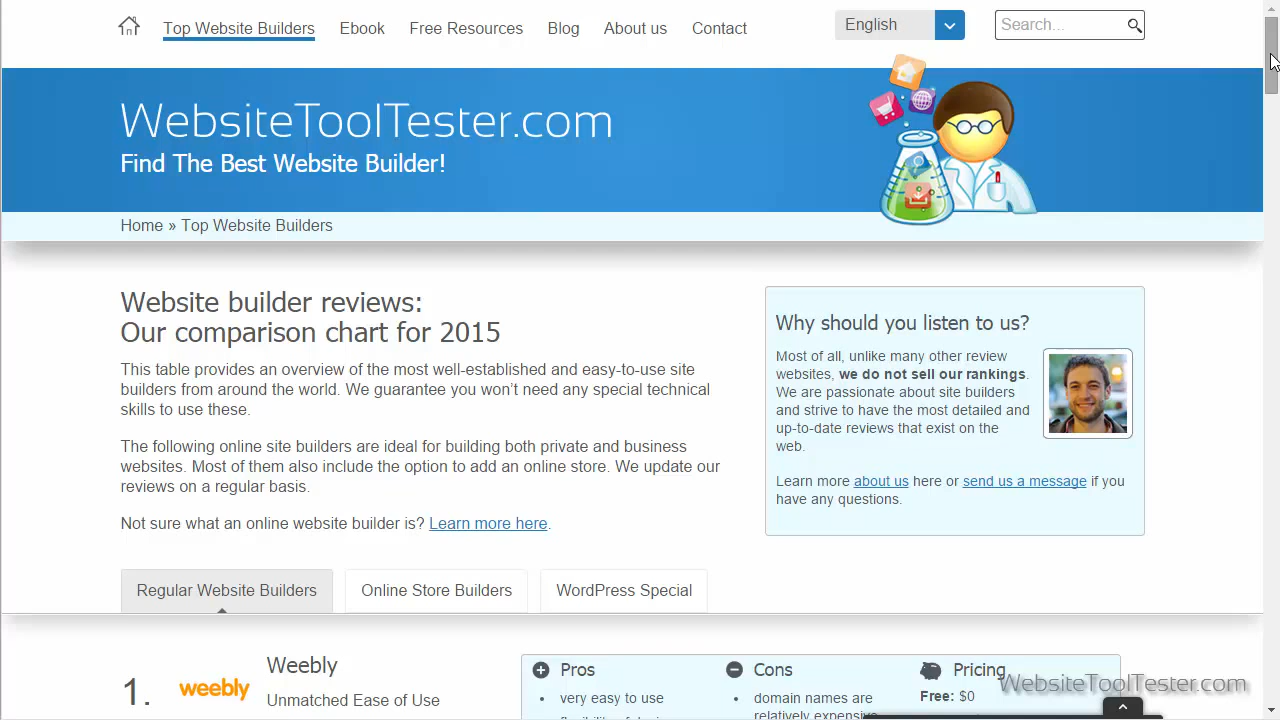 Top Website Builders Ebook Free Resources Blog About us Contact English Search...
WebsiteToolTester.com
Find The Best Website Builder!
Home » Top Website Builders
Website builder reviews:
Our comparison chart for 2015
This table provides an overview of the most well-established and easy-to-use site
builders from around the world. We guarantee you won't need any special technical
skills to use these.
The following online site builders are ideal for building both private and business
websites. Most of them also include the option to add an online store. We update our
reviews on a regular basis.
Not sure what an online website builder is? Learn more here.
Why should you listen to us?
Most of all, unlike many other review
websites, we do not sell our rankings.
We are passionate about site builders
and strive to have the most detailed and
up-to-date reviews that exist on the
web.
Learn more about us here or send us a message if you
have any questions.
Regular Website Builders Online Store Builders WordPress Special
1. weebly
Weebly
Unmatched Ease of Use
Pros
• very easy to use
Cons
• domain names are
relatively expensive
Pricing
Free: $0
WebsiteToolTester.com